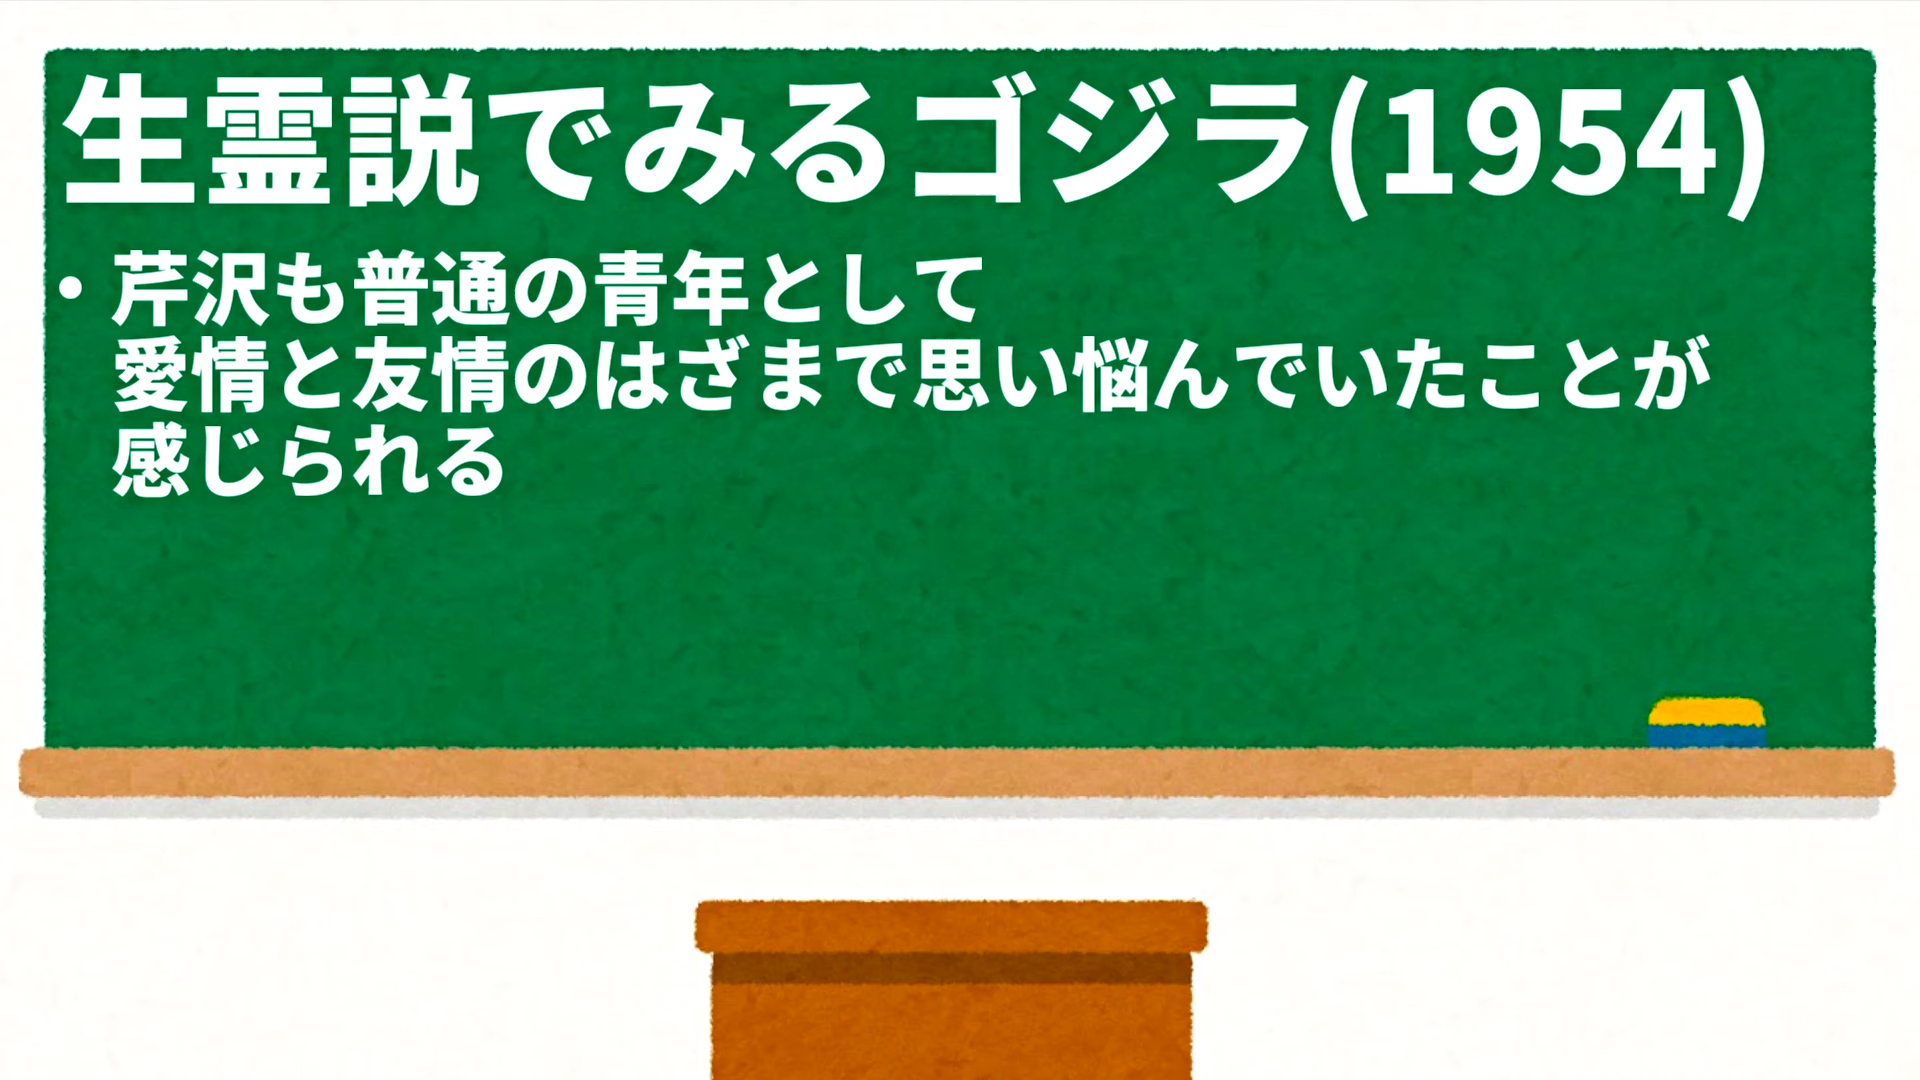 生霊説でみるゴジラ(1954)
・芹沢も普通の青年として
愛情と友情のはざまで思い悩んでいたことが
感じられる